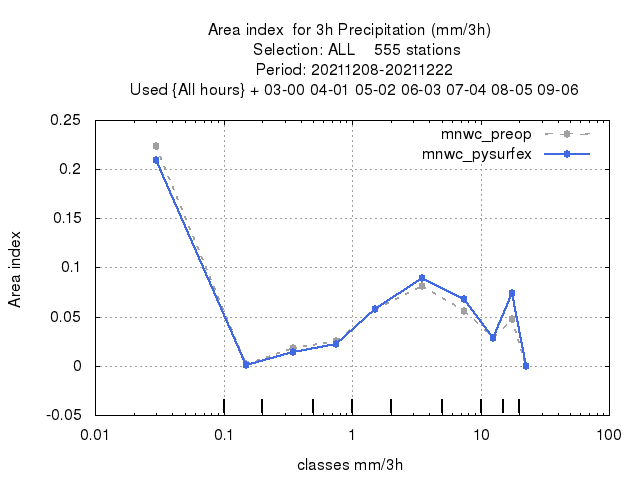 Area index  for 3h Precipitation (mm/3h)
Selection: ALL    555 stations
Period: 20211208-20211222
Used {All hours} + 03-00 04-01 05-02 06-03 07-04 08-05 09-06
mnwc_preop
mnwc_pysurfex
0.25
0.2
0.15
0.1
0.05
0
-0.05
Area index
0.01
0.1
1
10
100
classes mm/3h